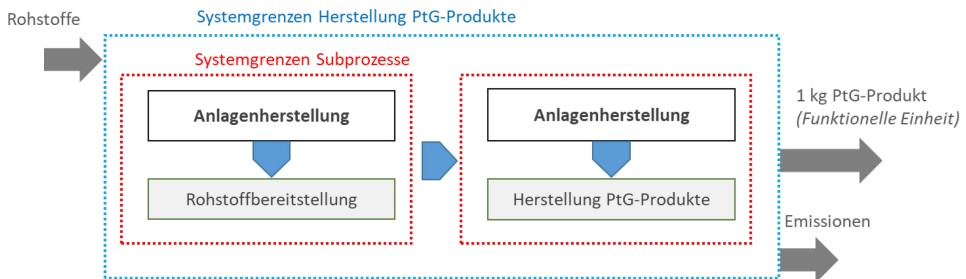 Rohstoffe
Systemgrenzen Herstellung PtG-Produkte
Systemgrenzen Subprozesse
Anlagenherstellung
Rohstoffbereitstellung
Anlagenherstellung
Herstellung PtG-Produkte
1 kg PtG-Produkt
(Funktionelle Einheit)
Emissionen